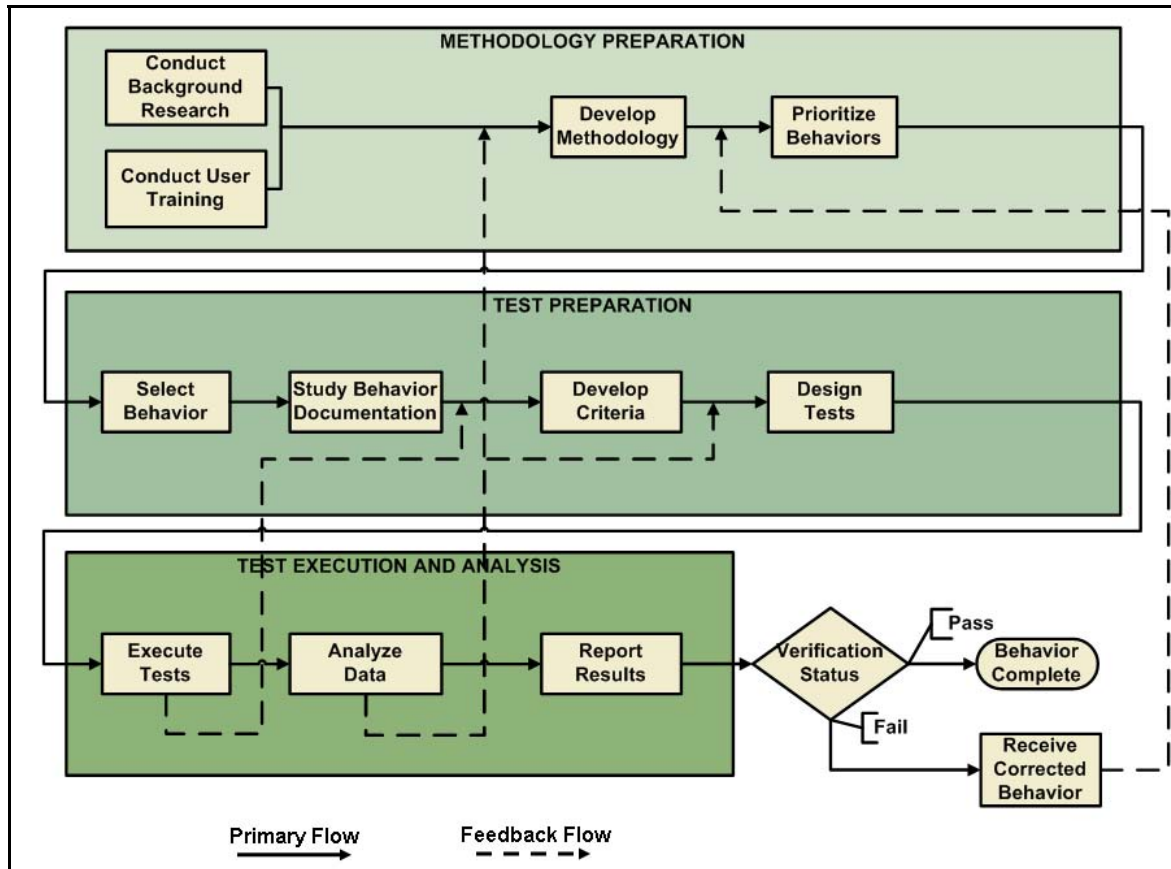 METHODOLOGY PREPARATION
Conduct
Background
Research
Conduct User
Training
Develop
Methodology
Prioritize
Behaviors
TEST PREPARATION
Select
Behavior
Study Behavior
Documentation
Develop
Criteria
Design
Tests
TEST EXECUTION AND ANALYSIS
Execute
Tests
Analyze
Data
Report
Results
Verification
Status
Pass
Behavior
Complete
Fail
Receive
Corrected
Behavior
Primary Flow
Feedback Flow